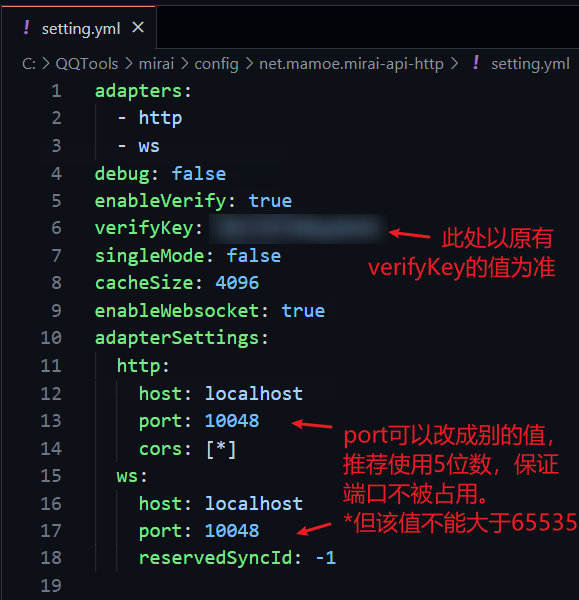 ! setting.yml ×
C: > QQTools > mirai > config > net.mamoe.mirai-api-http > ! setting.yml
1 adapters:
2 - http
3 - ws
4 debug: false
5 enableVerify: true
6 verifyKey:
此处以原有
verifyKey的值为准
7 singleMode: false
8 cacheSize: 4096
9 enableWebsocket: true
10 adapterSettings:
11 http:
12 host: localhost
13 port: 10048
14 cors: [*]
port可以改成别的值，
推荐使用5位数，保证
端口不被占用。
*但该值不能大于65535
15 ws:
16 host: localhost
17 port: 10048
18 reservedSyncId: -1
19